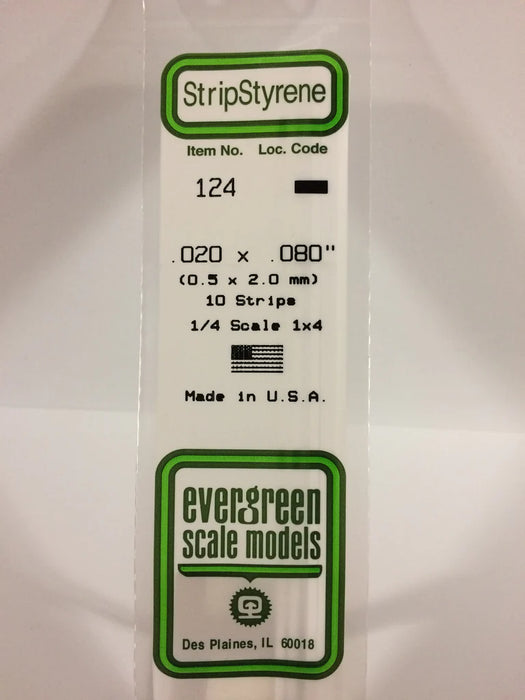 StripStyrene
Item No. Loc. Code
124
.020 x .080"
(0.5 x 2.0 mm)
10 Strips
1/4 Scale 1x4
Made in U.S.A.
evergreen
scale models
Des Plaines, IL 60018